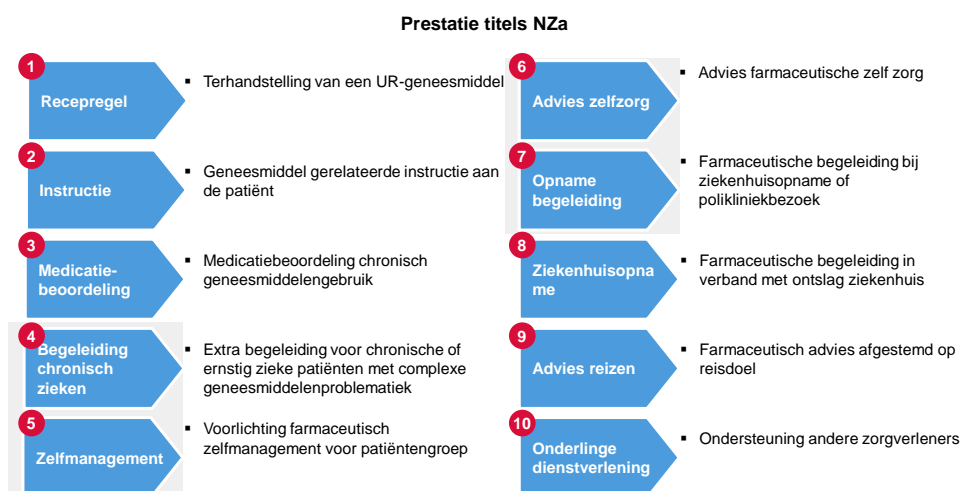 Prestatie titels NZa
1
Recepregel
▪ Terhandstelling van een UR-geneesmiddel
2
Instructie
▪ Geneesmiddel gerelateerde instructie aan
de patiënt
3
Medicatie-
beoordeling
▪ Medicatiebeoordeling chronisch
geneesmiddelengebruik
4
Begeleiding
chronisch
zieken
▪ Extra begeleiding voor chronische of
ernstig zieke patiënten met complexe
geneesmiddelenproblematiek
5
Zelfmanagement
▪ Voorlichting farmaceutisch
zelfmanagement voor patiëntengroep
6
Advies zelfzorg
▪ Advies farmaceutische zelf zorg
7
Opname
begeleiding
▪ Farmaceutische begeleiding bij
ziekenhuisopname of
polikliniekbezoek
8
Ziekenhuisopna
me
▪ Farmaceutische begeleiding in
verband met ontslag ziekenhuis
9
Advies reizen
▪ Farmaceutisch advies afgestemd op
reisdoel
10
Onderlinge
dienstverlening
▪ Ondersteuning andere zorgverleners